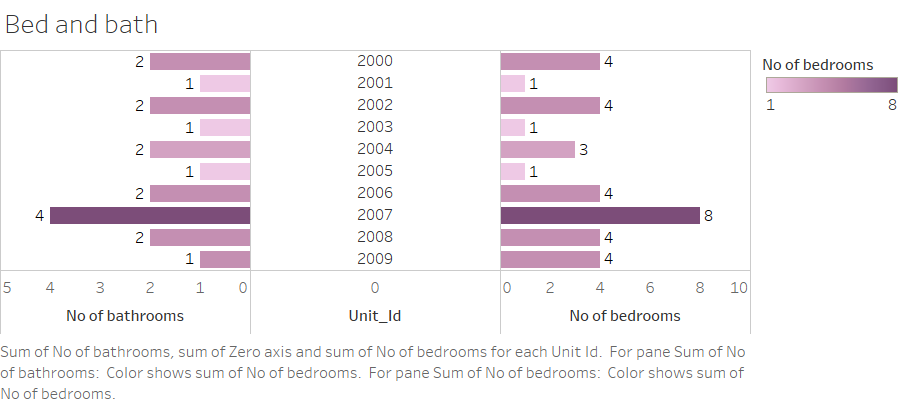 Bed and bath
2 2000 4
1 2001 1
2 2002 4
1 2003 1
2 2004 3
1 2005 1
2 2006 4
4 2007 8
2 2008 4
1 2009 4
5 4 3 2 1 0 0 0 2 4 6 8 10
No of bathrooms Unit_Id No of bedrooms
No of bedrooms
1 8
Sum of No of bathrooms, sum of Zero axis and sum of No of bedrooms for each Unit Id. For pane Sum of No
of bathrooms: Color shows sum of No of bedrooms. For pane Sum of No of bedrooms: Color shows sum of
No of bedrooms.